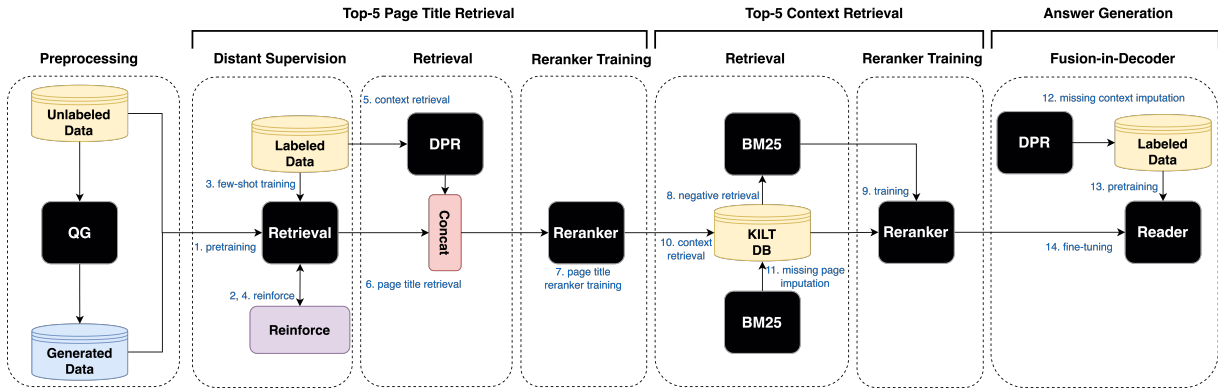 Top-5 Page Title Retrieval
Top-5 Context Retrieval
Answer Generation
Preprocessing
Distant Supervision
Retrieval
Reranker Training
Retrieval
Reranker Training
Fusion-in-Decoder
Unlabeled
Data
QG
Generated
Data
1. pretraining
Labeled
Data
3. few-shot training
Retrieval
2, 4. reinforce
Reinforce
5. context retrieval
DPR
Concat
6. page title retrieval
Reranker
7. page title
reranker training
BM25
8. negative retrieval
KILT
DB
10. context
retrieval
11. missing page
imputation
BM25
9. training
Reranker
12. missing context imputation
DPR
Labeled
Data
13. pretraining
Reader
14. fine-tuning